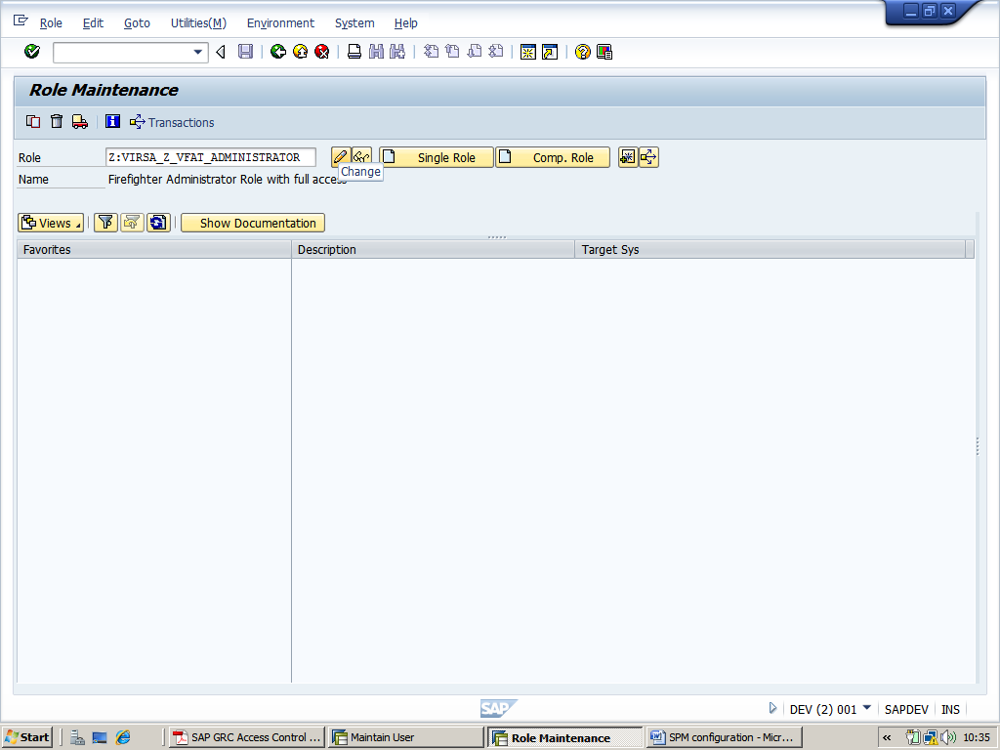 Role Edit Goto Utilities(M) Environment System Help
Role Maintenance
Transactions
Role Z:VIRSA_Z_VFAT_ADMINISTRATOR Single Role Comp. Role
Change
Name Firefighter Administrator Role with full access
Views Show Documentation
Favorites Description Target Sys
SAP DEV (2) 001 SAPDEV INS
Start SAP GRC Access Control ... Maintain User Role Maintenance SPM configuration - Micr... « 10:35